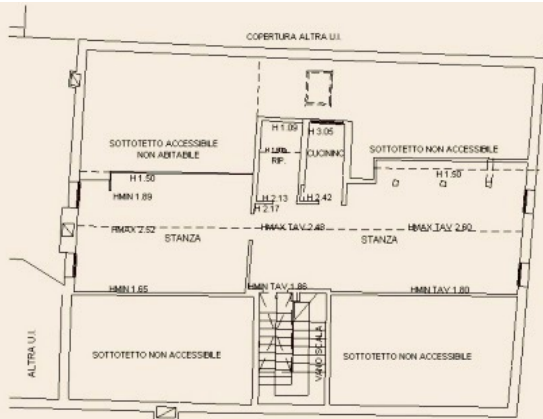 COPERTURA ALTRA U.I.
H 1.09
H 3.05
SOTTOTETTO ACCESSIBILE
NON ABITABILE
RIP.
CUCININO
SOTTOTETTO NON ACCESSIBILE
H 1.50
H 1.50
HMIN 1.89
H 2.13
H 2.42
H 2.17
HMAX 2.52
HMAX TAV 2.48
HMAX TAV 2.60
STANZA
STANZA
HMIN 1.65
HMIN TAV 1.86
HMIN TAV 1.80
SOTTOTETTO NON ACCESSIBILE
SOTTOTETTO NON ACCESSIBILE
VANO SCALA
ALTRA U.I.